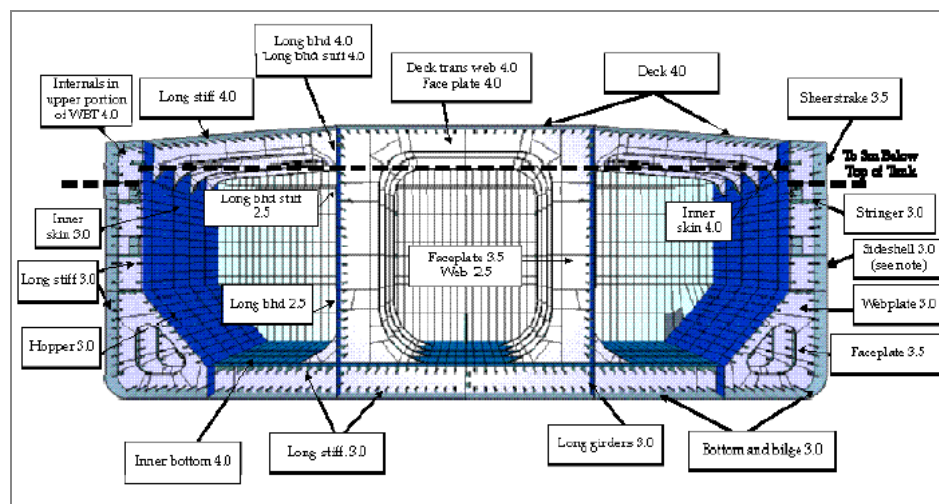 Long bhd 4.0
Long bhd stiff 4.0
Deck trans web 4.0
Face plate 4.0
Deck 4.0
Internals in
upper portion
of WBT 4.0
Long stiff 4.0
Sheerstrake 3.5
To 3m Below
Top of Tank
Long bhd stiff
2.5
Inner
skin 3.0
Inner
skin 4.0
Stringer 3.0
Faceplate 3.5
Web 2.5
Sideshell 3.0
(see note)
Long stiff 3.0
Long bhd 2.5
Webplate 3.0
Hopper 3.0
Faceplate 3.5
Inner bottom 4.0
Long stiff. 3.0
Long girders 3.0
Bottom and bilge 3.0